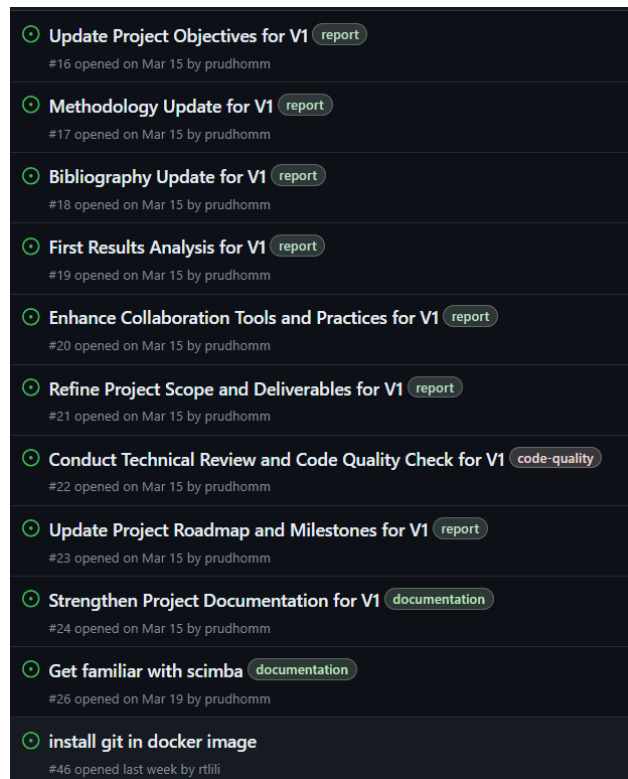 Update Project Objectives for V1 report
#16 opened on Mar 15 by prudhomm
Methodology Update for V1 report
#17 opened on Mar 15 by prudhomm
Bibliography Update for V1 report
#18 opened on Mar 15 by prudhomm
First Results Analysis for V1 report
#19 opened on Mar 15 by prudhomm
Enhance Collaboration Tools and Practices for V1 report
#20 opened on Mar 15 by prudhomm
Refine Project Scope and Deliverables for V1 report
#21 opened on Mar 15 by prudhomm
Conduct Technical Review and Code Quality Check for V1 code-quality
#22 opened on Mar 15 by prudhomm
Update Project Roadmap and Milestones for V1 report
#23 opened on Mar 15 by prudhomm
Strengthen Project Documentation for V1 documentation
#24 opened on Mar 15 by prudhomm
Get familiar with scimba documentation
#26 opened on Mar 19 by prudhomm
install git in docker image
#46 opened last week by rtlili